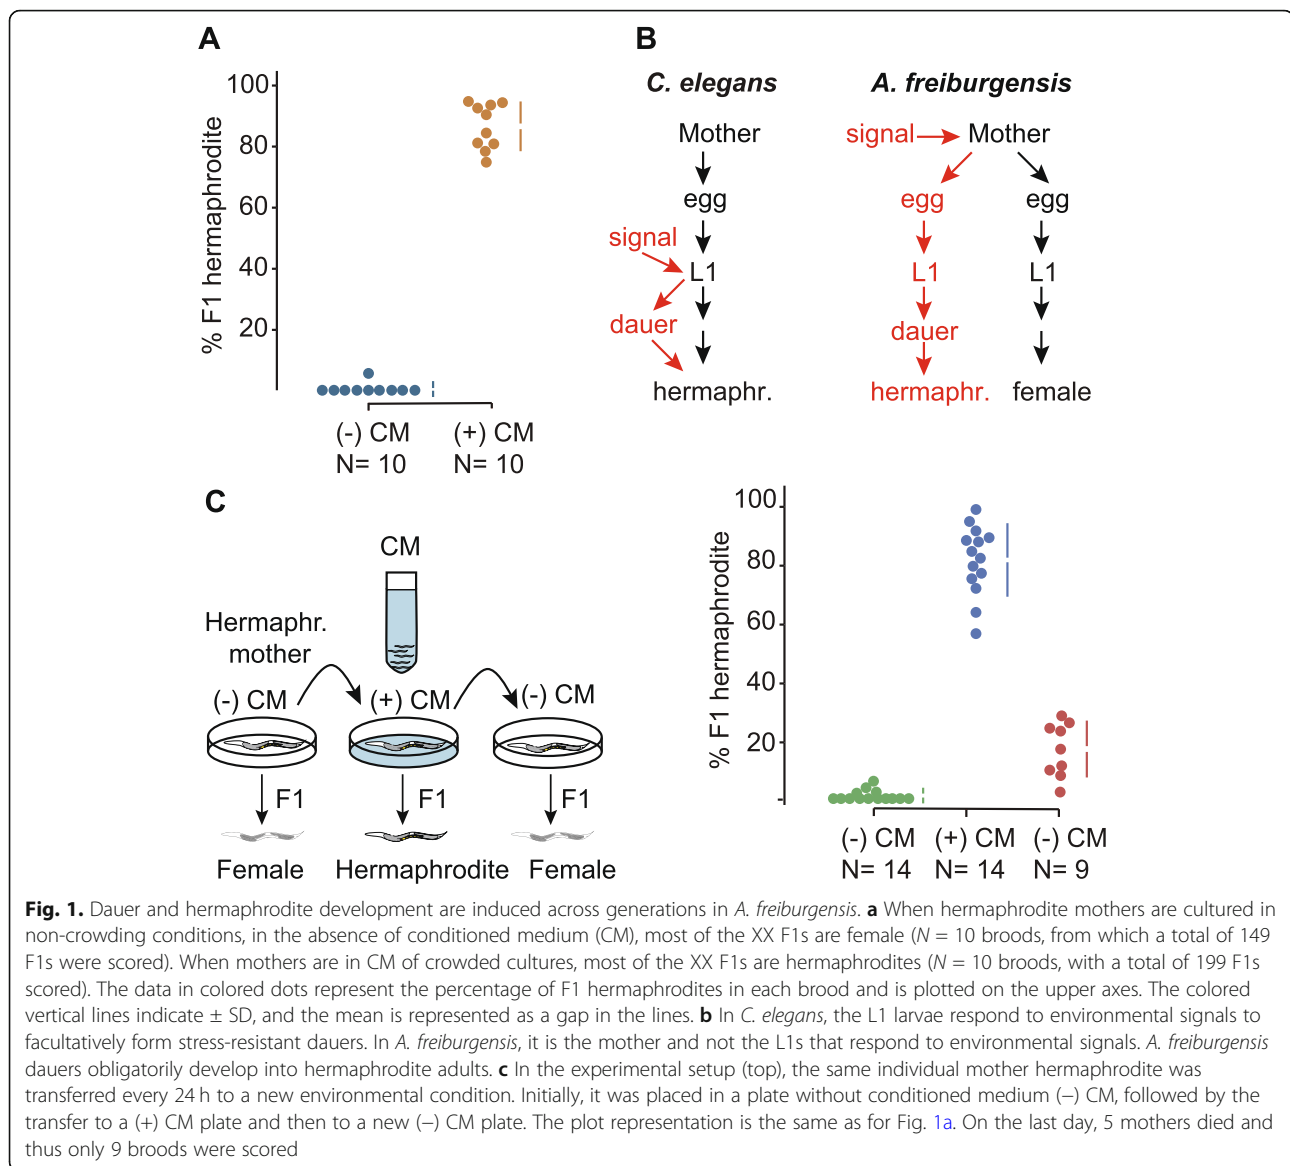 A
% F1 hermaphrodite
100
80
60
40
20
(-) CM
N= 10
(+) CM
N= 10
B
C. elegans
Mother
egg
signal
L1
dauer
hermaphr.
A. freiburgensis
signal
Mother
egg
egg
L1
L1
dauer
hermaphr.
female
C
CM
Hermaphr.
mother
(-) CM
(+) CM
(-) CM
F1
F1
F1
Female
Hermaphrodite
Female
% F1 hermaphrodite
100
80
60
40
20
-
(-) CM
N= 14
(+) CM
N= 14
(-) CM
N= 9
Fig. 1. Dauer and hermaphrodite development are induced across generations in A. freiburgensis. a When hermaphrodite mothers are cultured in
non-crowding conditions, in the absence of conditioned medium (CM), most of the XX F1s are female (N = 10 broods, from which a total of 149
F1s were scored). When mothers are in CM of crowded cultures, most of the XX F1s are hermaphrodites (N = 10 broods, with a total of 199 F1s
scored). The data in colored dots represent the percentage of F1 hermaphrodites in each brood and is plotted on the upper axes. The colored
vertical lines indicate ± SD, and the mean is represented as a gap in the lines. b In C. elegans, the L1 larvae respond to environmental signals to
facultatively form stress-resistant dauers. In A. freiburgensis, it is the mother and not the L1s that respond to environmental signals. A. freiburgensis
dauers obligatorily develop into hermaphrodite adults. c In the experimental setup (top), the same individual mother hermaphrodite was
transferred every 24 h to a new environmental condition. Initially, it was placed in a plate without conditioned medium (−) CM, followed by the
transfer to a (+) CM plate and then to a new (−) CM plate. The plot representation is the same as for Fig. 1a. On the last day, 5 mothers died and
thus only 9 broods were scored